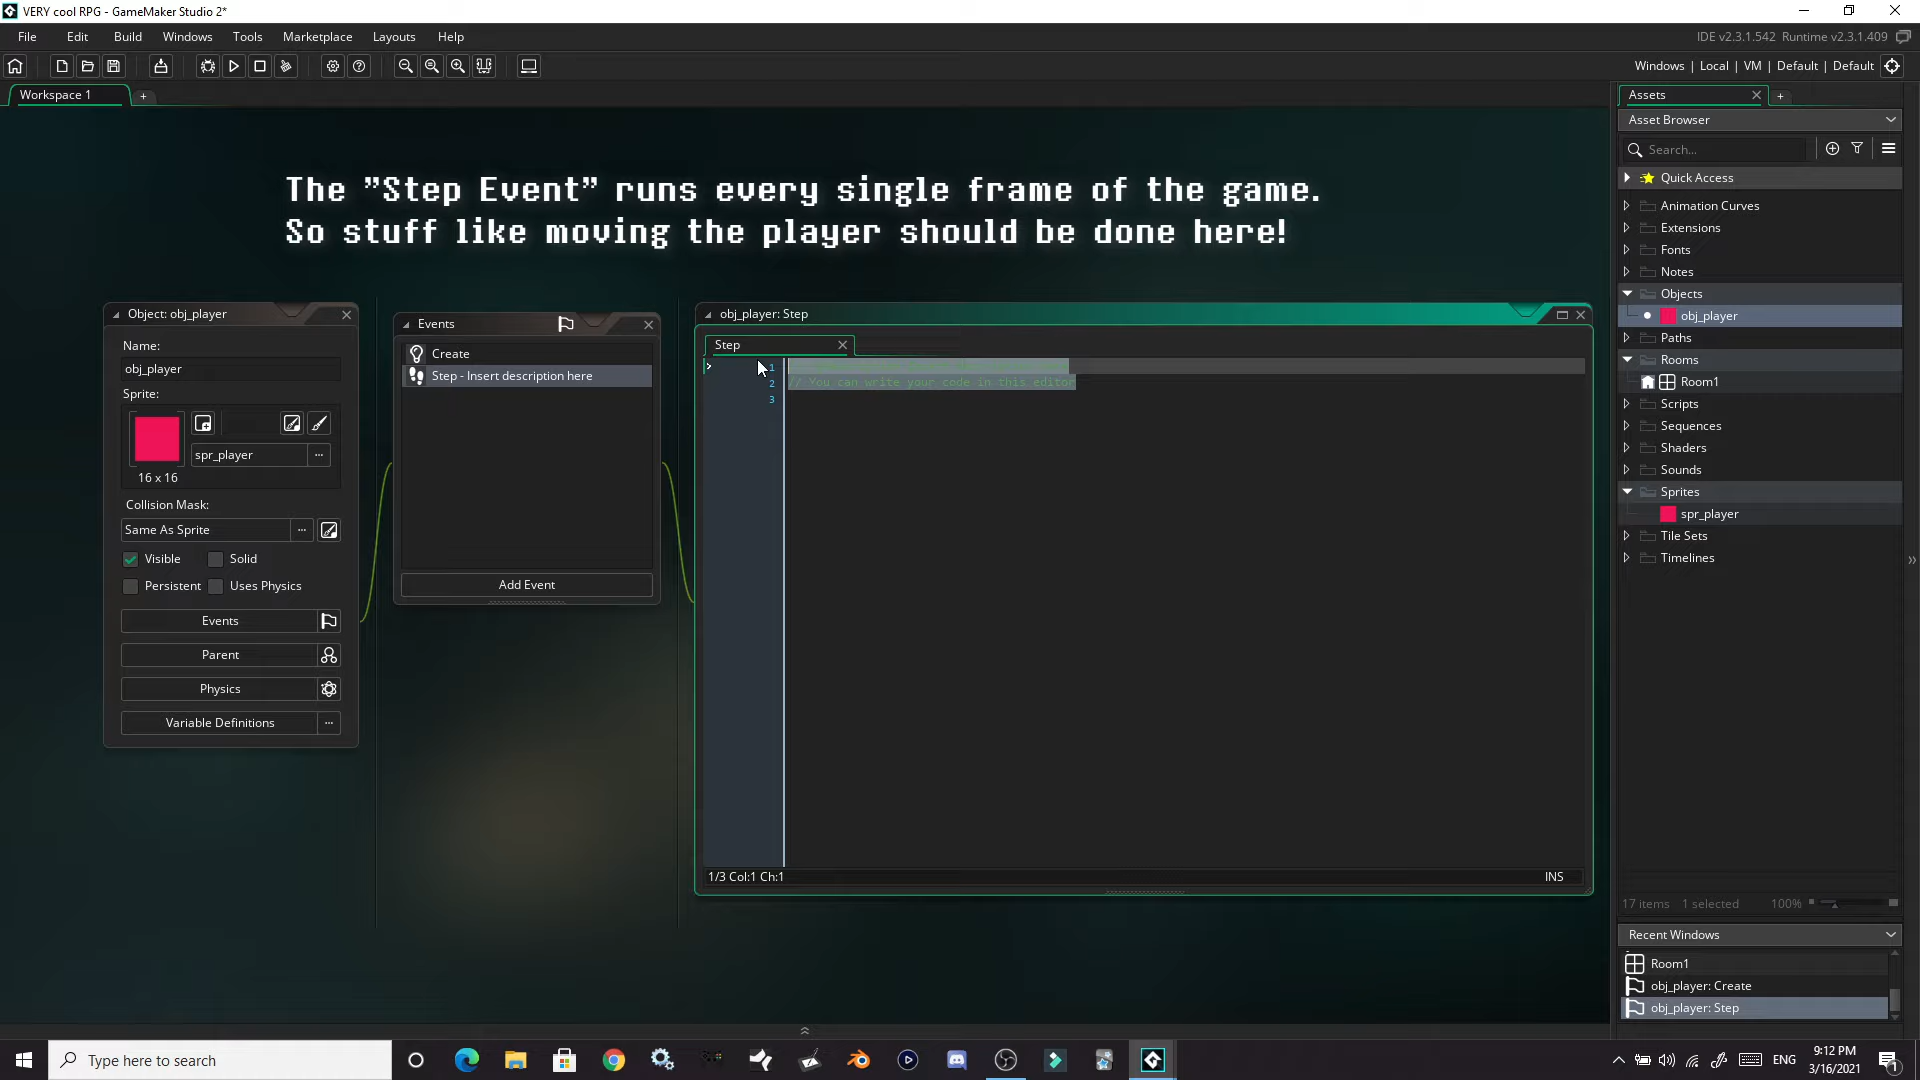 VERY cool RPG - GameMaker Studio 2*
File Edit Build Windows Tools Marketplace Layouts Help
IDE v2.3.1.542 Runtime v2.3.1.409
Windows | Local | VM | Default | Default
Workspace 1
Assets
Asset Browser
Search...
Quick Access
Animation Curves
Extensions
Fonts
Notes
Objects
obj_player
Paths
Rooms
Room1
Scripts
Sequences
Shaders
Sounds
Sprites
spr_player
Tile Sets
Timelines
The "Step Event" runs every single frame of the game.
So stuff like moving the player should be done here!
Object: obj_player
Name:
obj_player
Sprite:
spr_player
16 x 16
Collision Mask:
Same As Sprite
Visible Solid
Persistent Uses Physics
Events
Parent
Physics
Variable Definitions
Events
Create
Step - Insert description here
Add Event
obj_player: Step
Step
1
2 // You can write your code in this editor
3
1/3 Col:1 Ch:1
INS
17 items 1 selected 100%
Recent Windows
Room1
obj_player: Create
obj_player: Step
Type here to search
ENG
9:12 PM
3/16/2021
1